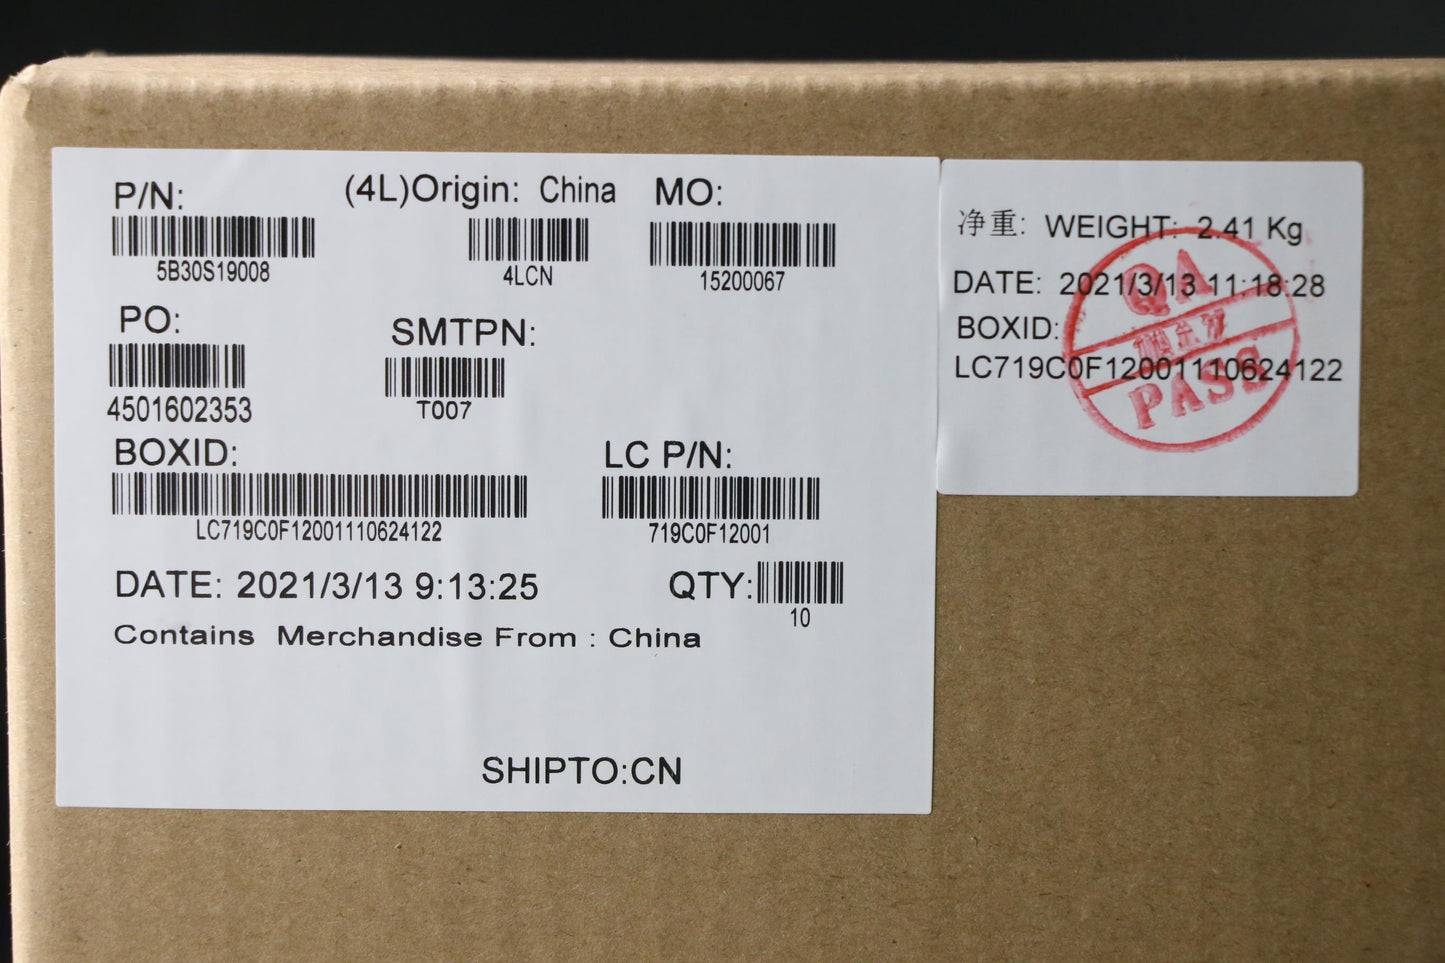 P/N: (4L)Origin: China MO:
5B30S19008 4LCN 15200067
PO: SMTPN:
4501602353 T007
BOXID: LC P/N:
LC719C0F12001110624122 719C0F12001
DATE: 2021/3/13 9:13:25 QTY:
10
Contains Merchandise From : China
SHIPTO:CN
净重: WEIGHT: 2.41 Kg
DATE: 2021/3/13 11:18:28
BOXID:
LC719C0F12001110624122
QA
PASS